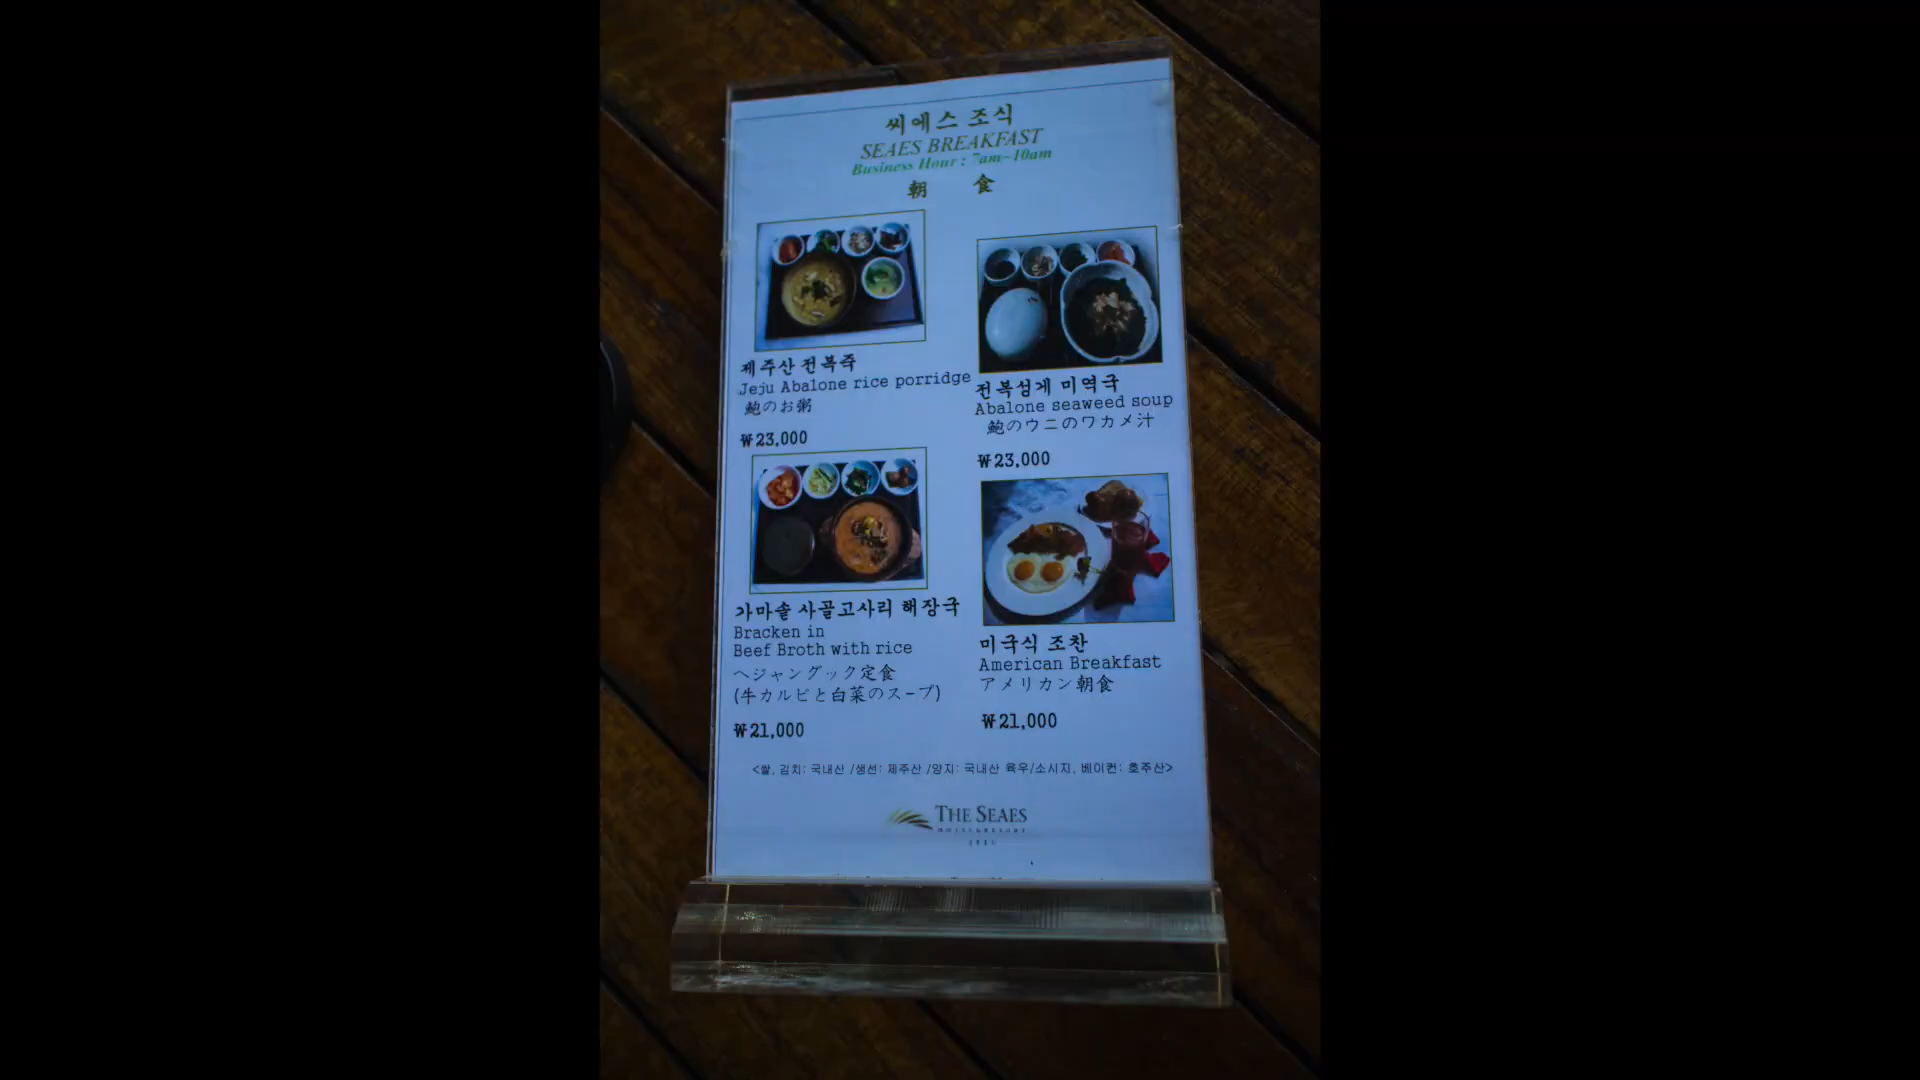 씨에스 조식
SEAES BREAKFAST
Business Hour : 7am~10am
朝 食
제주산 전복죽
Jeju Abalone rice porridge
鮑のお粥
₩23,000
전복성게 미역국
Abalone seaweed soup
鮑のウニのワカメ汁
₩23,000
가마솥 사골고사리 해장국
Bracken in
Beef Broth with rice
ヘジャングック定食
(牛カルビと白菜のスープ)
₩21,000
미국식 조찬
American Breakfast
アメリカン朝食
₩21,000
<쌀, 김치: 국내산 /생선: 제주산 /양지: 국내산 육우/소시지, 베이컨: 호주산>
THE SEAES
HOTEL & RESORT